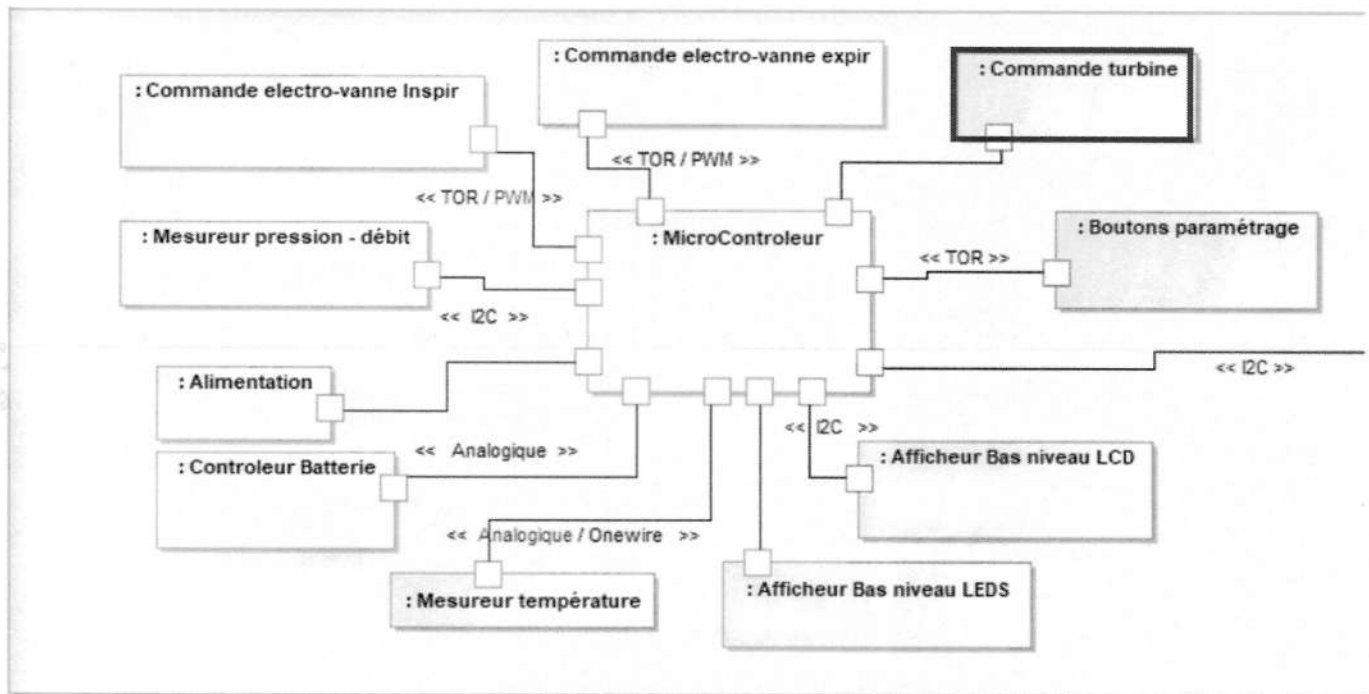 : Commande electro-vanne expir
: Commande turbine
: Commande electro-vanne Inspir
<< TOR / PWM >>
<< TOR / PWM >>
: Mesureur pression - débit
: MicroControleur
: Boutons paramétrage
<< TOR >>
<< I2C >>
<< I2C >>
: Alimentation
<< I2C >>
<< Analogique >>
: Controleur Batterie
: Afficheur Bas niveau LCD
<< Analogique / Onewire >>
: Mesureur température
: Afficheur Bas niveau LEDS